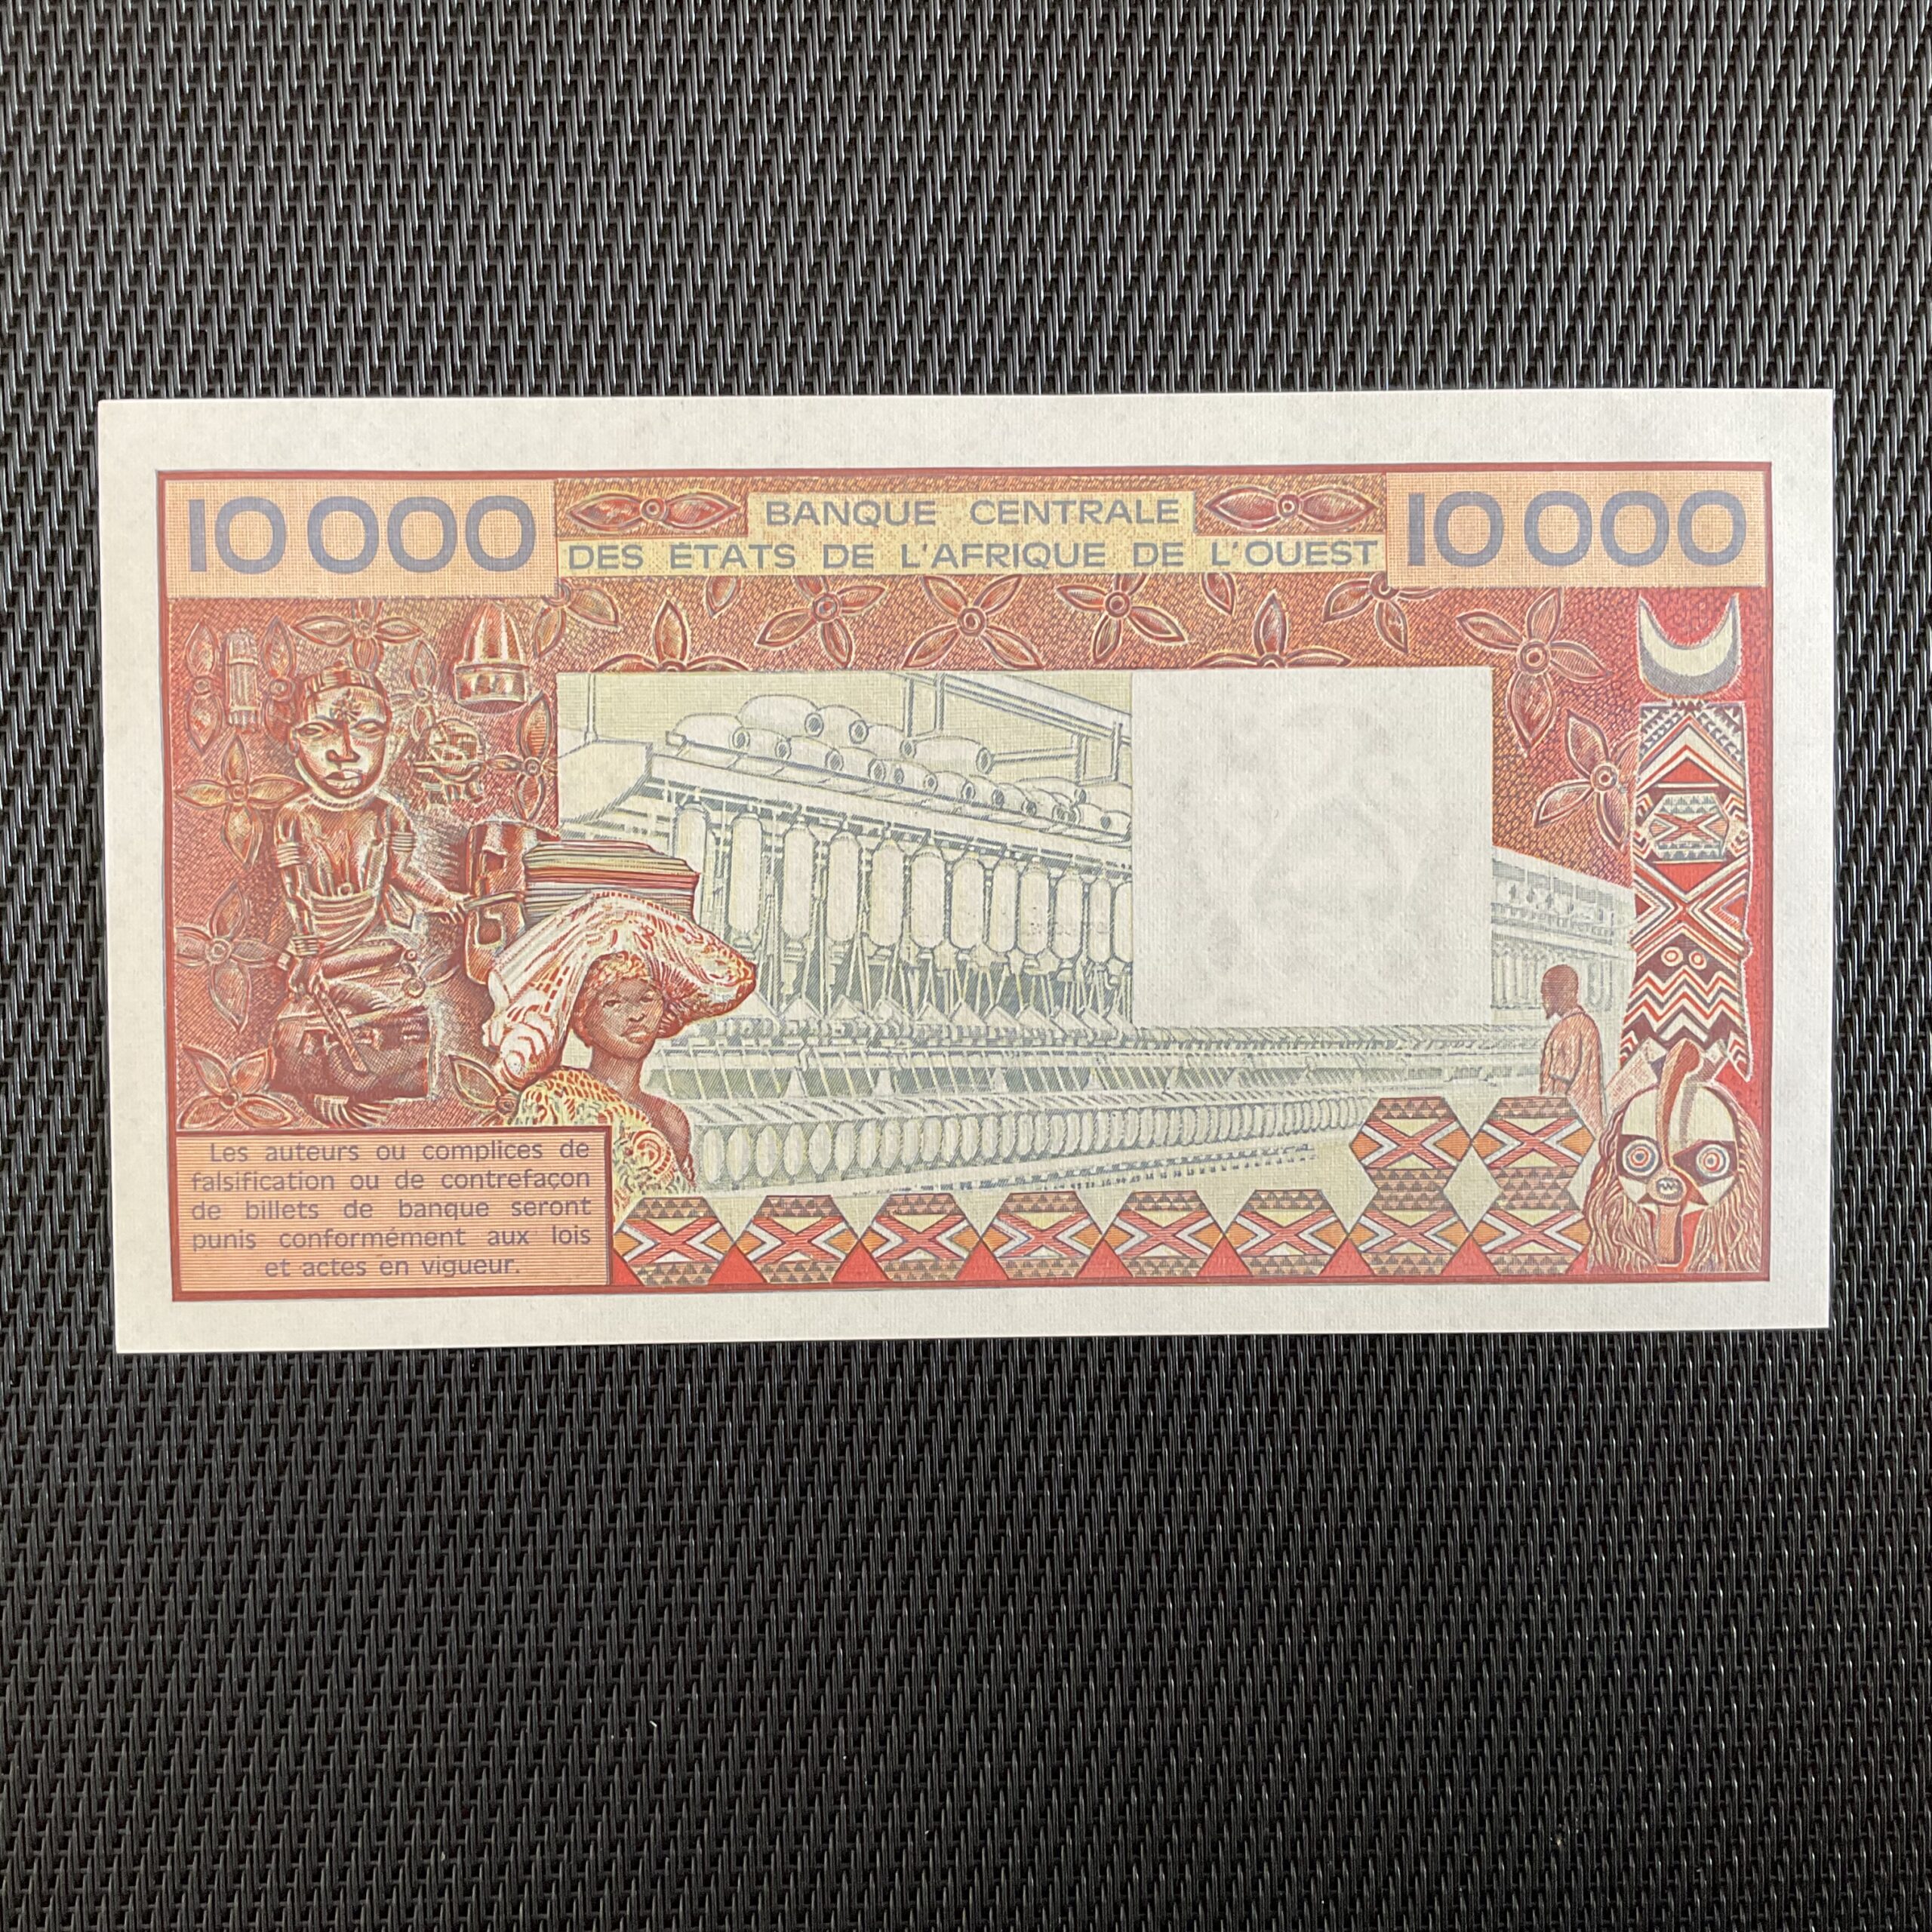 10 000
BANQUE CENTRALE
DES ETATS DE L'AFRIQUE DE L'OUEST
10 000
Les auteurs ou complices de
falsification ou de contrefaçon
de billets de banque seront
punis conformément aux lois
et actes en vigueur.